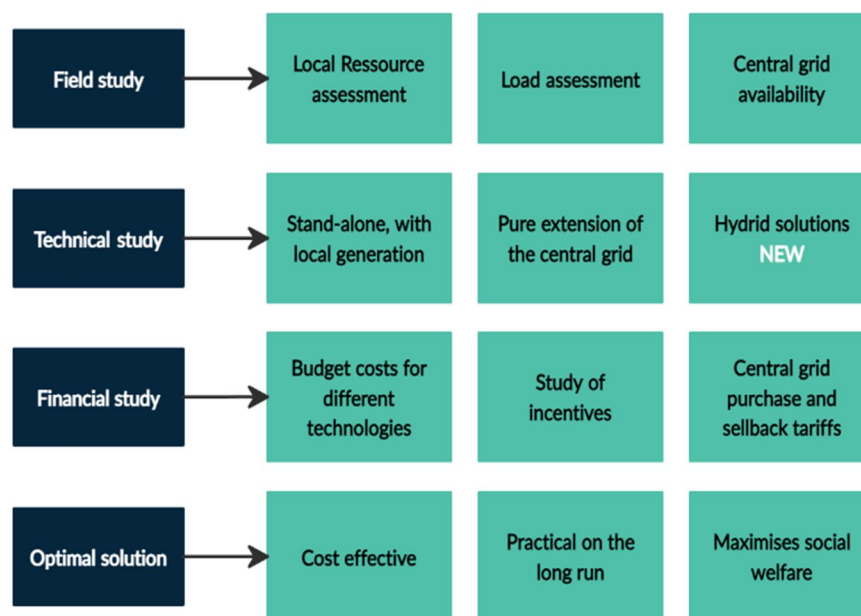 Field study
Local Ressource
assessment
Load assessment
Central grid
availability
Technical study
Stand-alone, with
local generation
Pure extension of
the central grid
Hydrid solutions
NEW
Financial study
Budget costs for
different
technologies
Study of
incentives
Central grid
purchase and
sellback tariffs
Optimal solution
Cost effective
Practical on the
long run
Maximises social
welfare